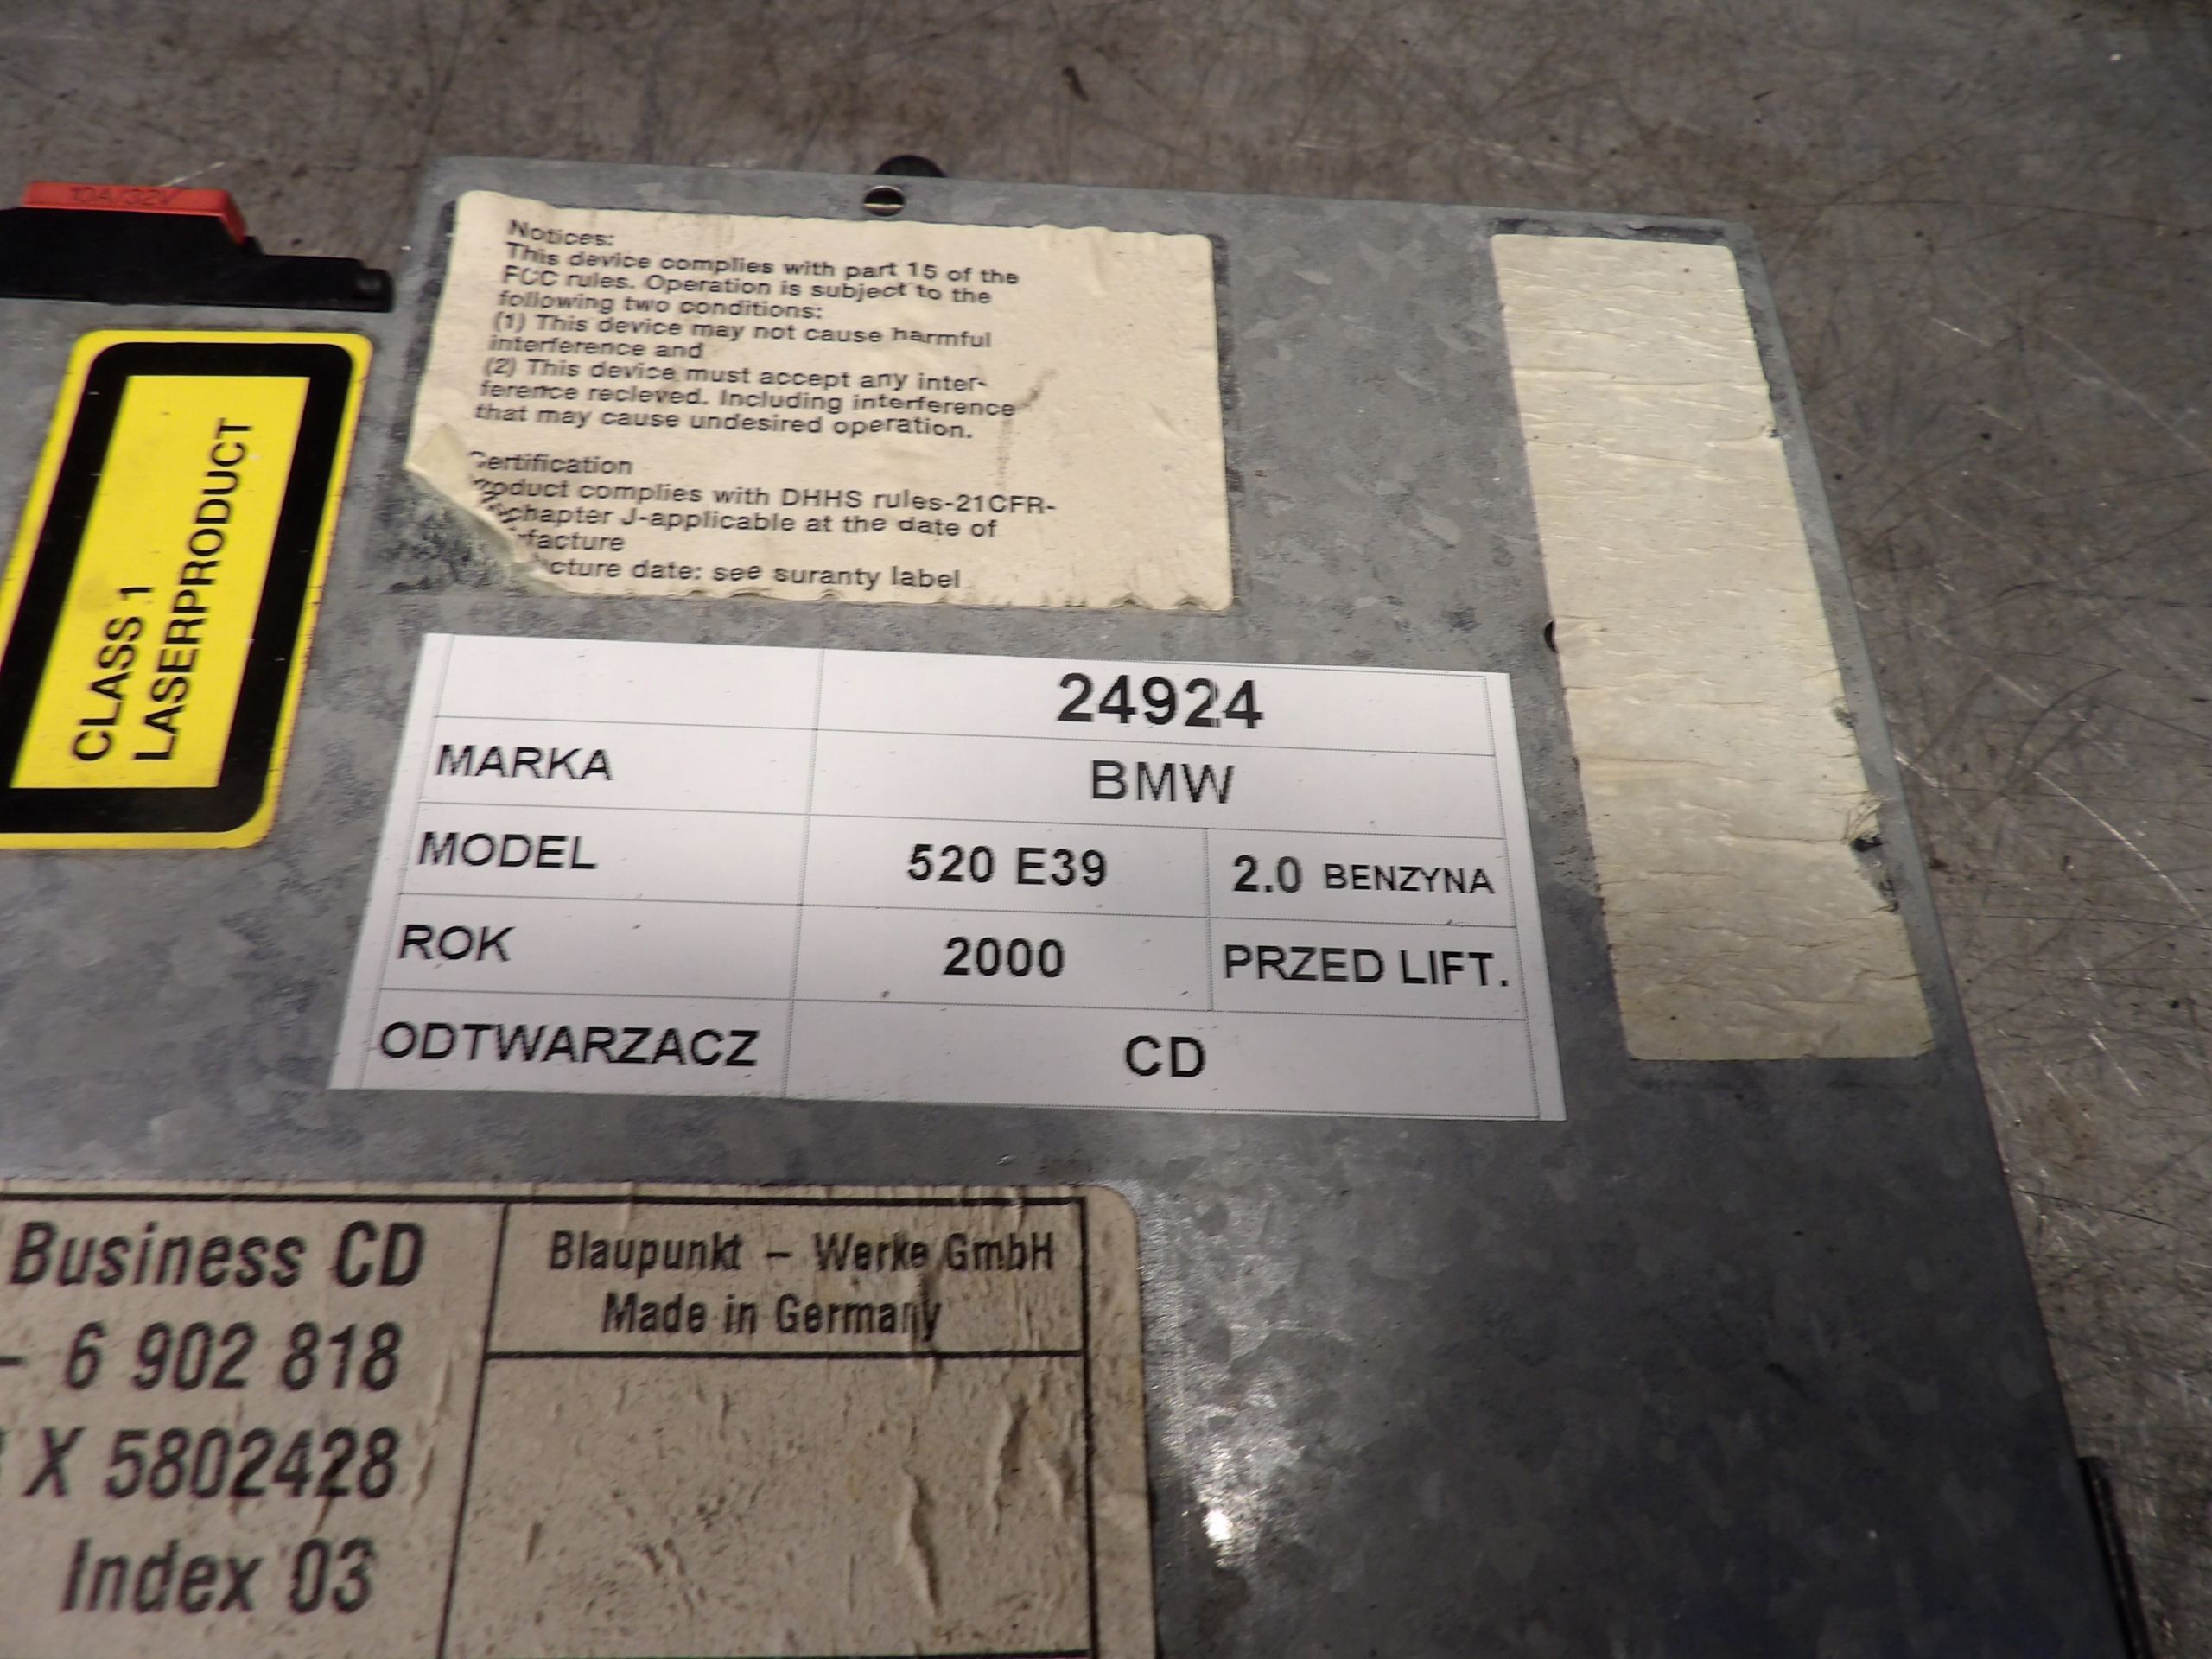 10A/32V
Notices:
This device complies with part 15 of the
FCC rules. Operation is subject to the
following two conditions:
(1) This device may not cause harmful
interference and
(2) This device must accept any inter-
ference recieved. Including interference
that may cause undesired operation.
Certification
Product complies with DHHS rules-21CFR-
chapter J-applicable at the date of
facture
cture date: see suranty label
CLASS 1
LASERPRODUCT
24924
MARKA BMW
MODEL 520 E39 2.0 BENZYNA
ROK 2000 PRZED LIFT.
ODTWARZACZ CD
Business CD
- 6 902 818
X 5802428
Index 03
Blaupunkt - Werke GmbH
Made in Germany